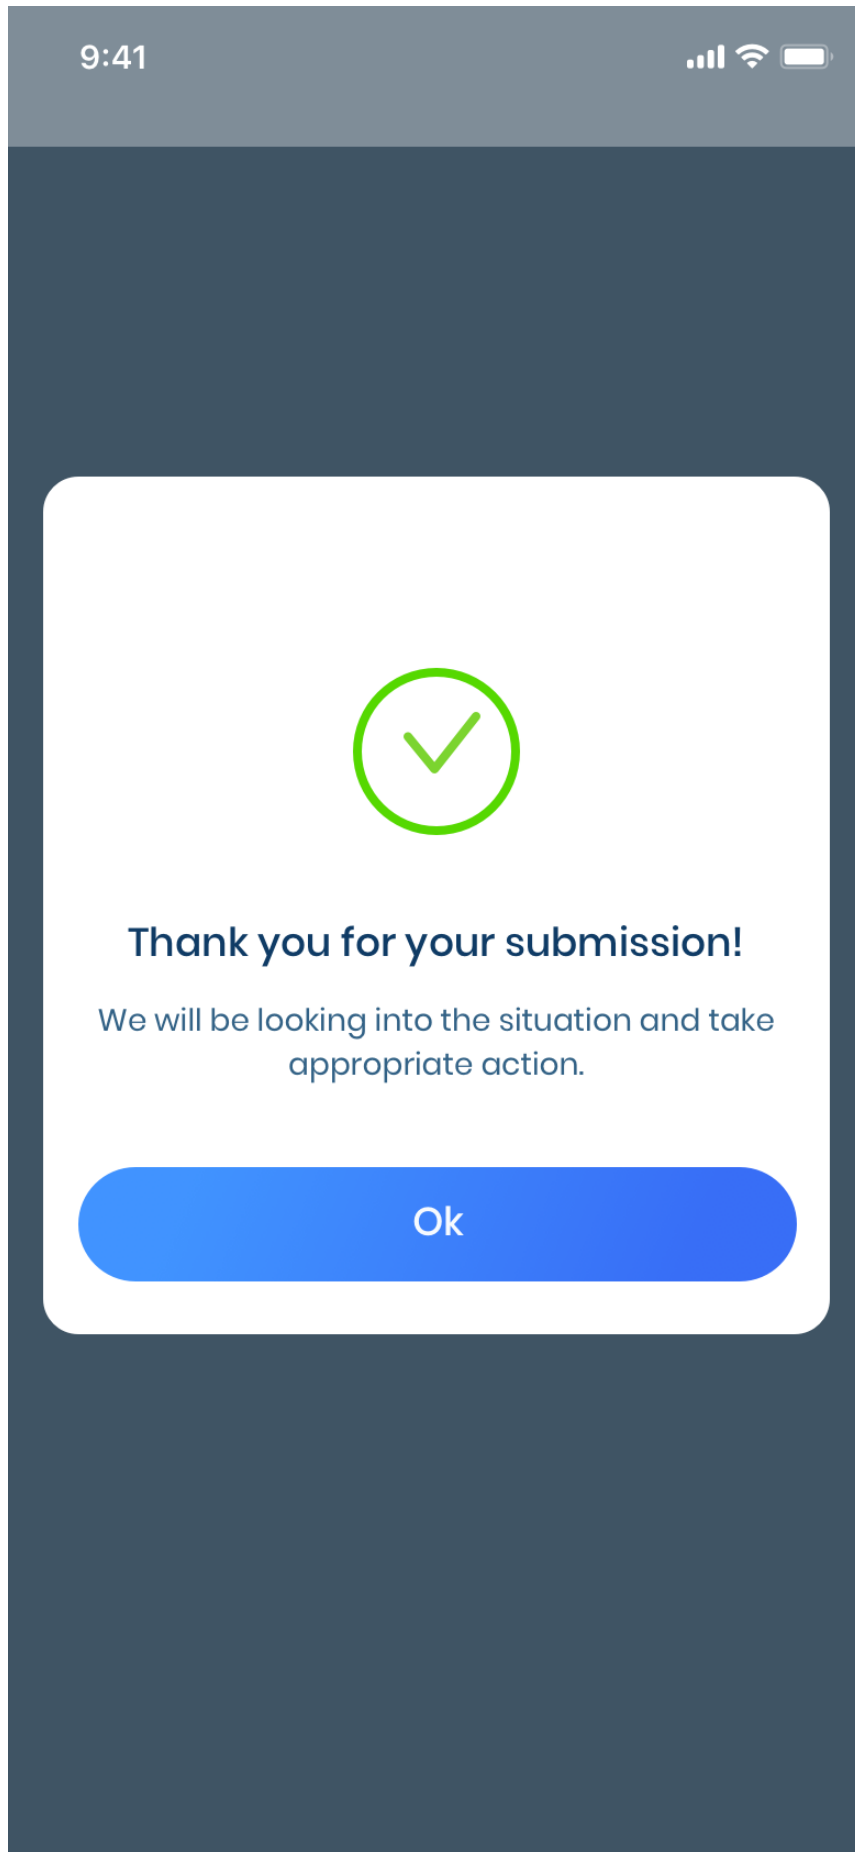 9:41
Thank you for your submission!
We will be looking into the situation and take
appropriate action.
Ok